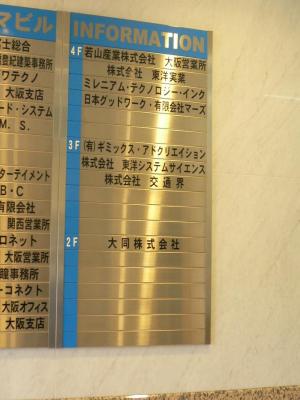 マビル
士総合
登記建築事務所
ワテクノ
大阪支店
ード・システム
M.S.
ターテイメント
B・C
有限会社
関西営業所
ロネット
大阪営業所
瞳事務所
ーコネクト
大阪オフィス
大阪支店
INFORMATION
4F 若山産業株式会社 大阪営業所
株式会社 東洋実業
ミレニアム・テクノロジー・インク
日本グッドワーク・有限会社マーズ
3F (有)ギミックス・アドクリエイション
株式会社 東洋システムサイエンス
株式会社 交通界
2F 大同株式会社